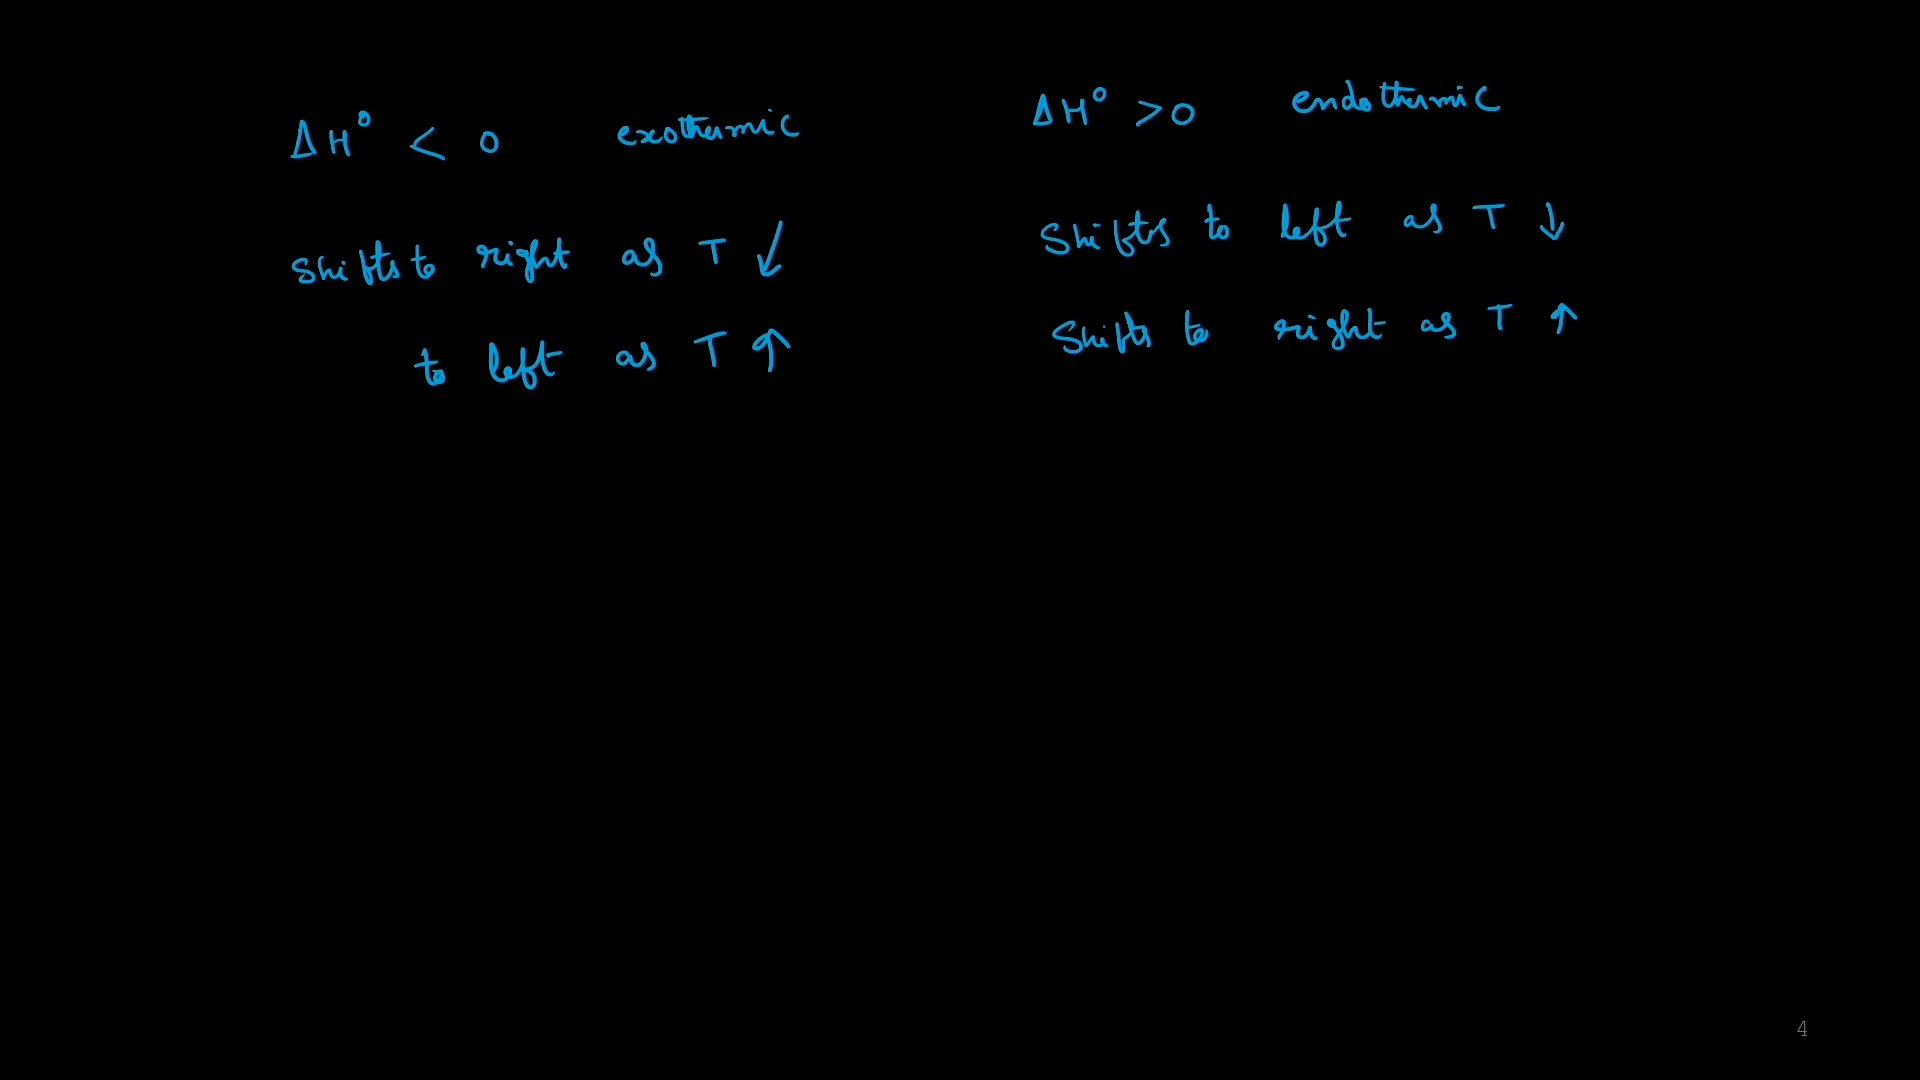 ΔH° < 0 exothermic
Shifts to right as T ↓
to left as T ↑
ΔH° > 0 endothermic
Shifts to left as T ↓
Shifts to right as T ↑
4